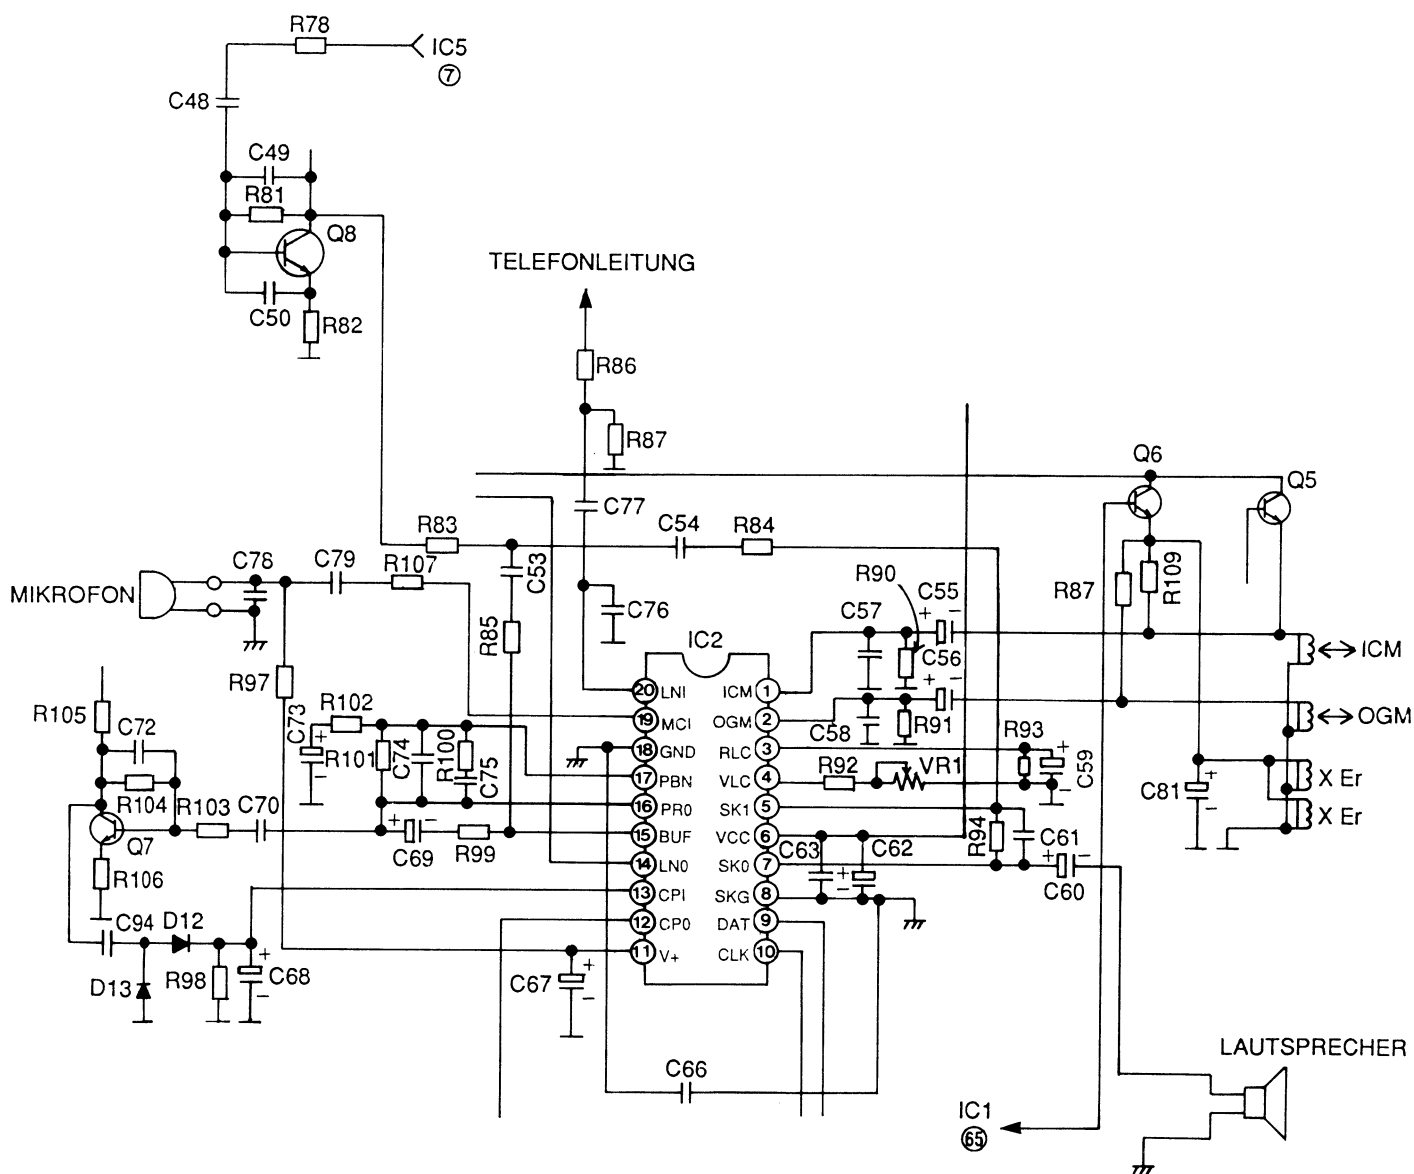 R78
IC5
7
C48
C49
R81
Q8
C50
R82
TELEFONLEITUNG
R86
R87
C77
Q6
Q5
R83
C54
R84
C53
R85
C76
MIKROFON
C78
C79
R107
R90
C57
C55
+ -
C56
+ -
R87
R109
ICM
OGM
X Er
X Er
IC2
20 LNI
19 MCI
18 GND
17 PBN
16 PR0
15 BUF
14 LN0
13 CPI
12 CP0
11 V+
ICM 1
OGM 2
RLC 3
VLC 4
SK1 5
VCC 6
SK0 7
SKG 8
DAT 9
CLK 10
C58
R91
R93
+
C59
-
R92
VR1
C81
+
-
R94
C61
C63
C62
+
-
+ -
C60
R97
R102
C73
+
-
R101
C74
R100
C75
R105
C72
R104
R103
C70
Q7
+ -
C69
R99
R106
C94
D12
D13
R98
+
C68
-
C67
+
-
C66
LAUTSPRECHER
IC1
65